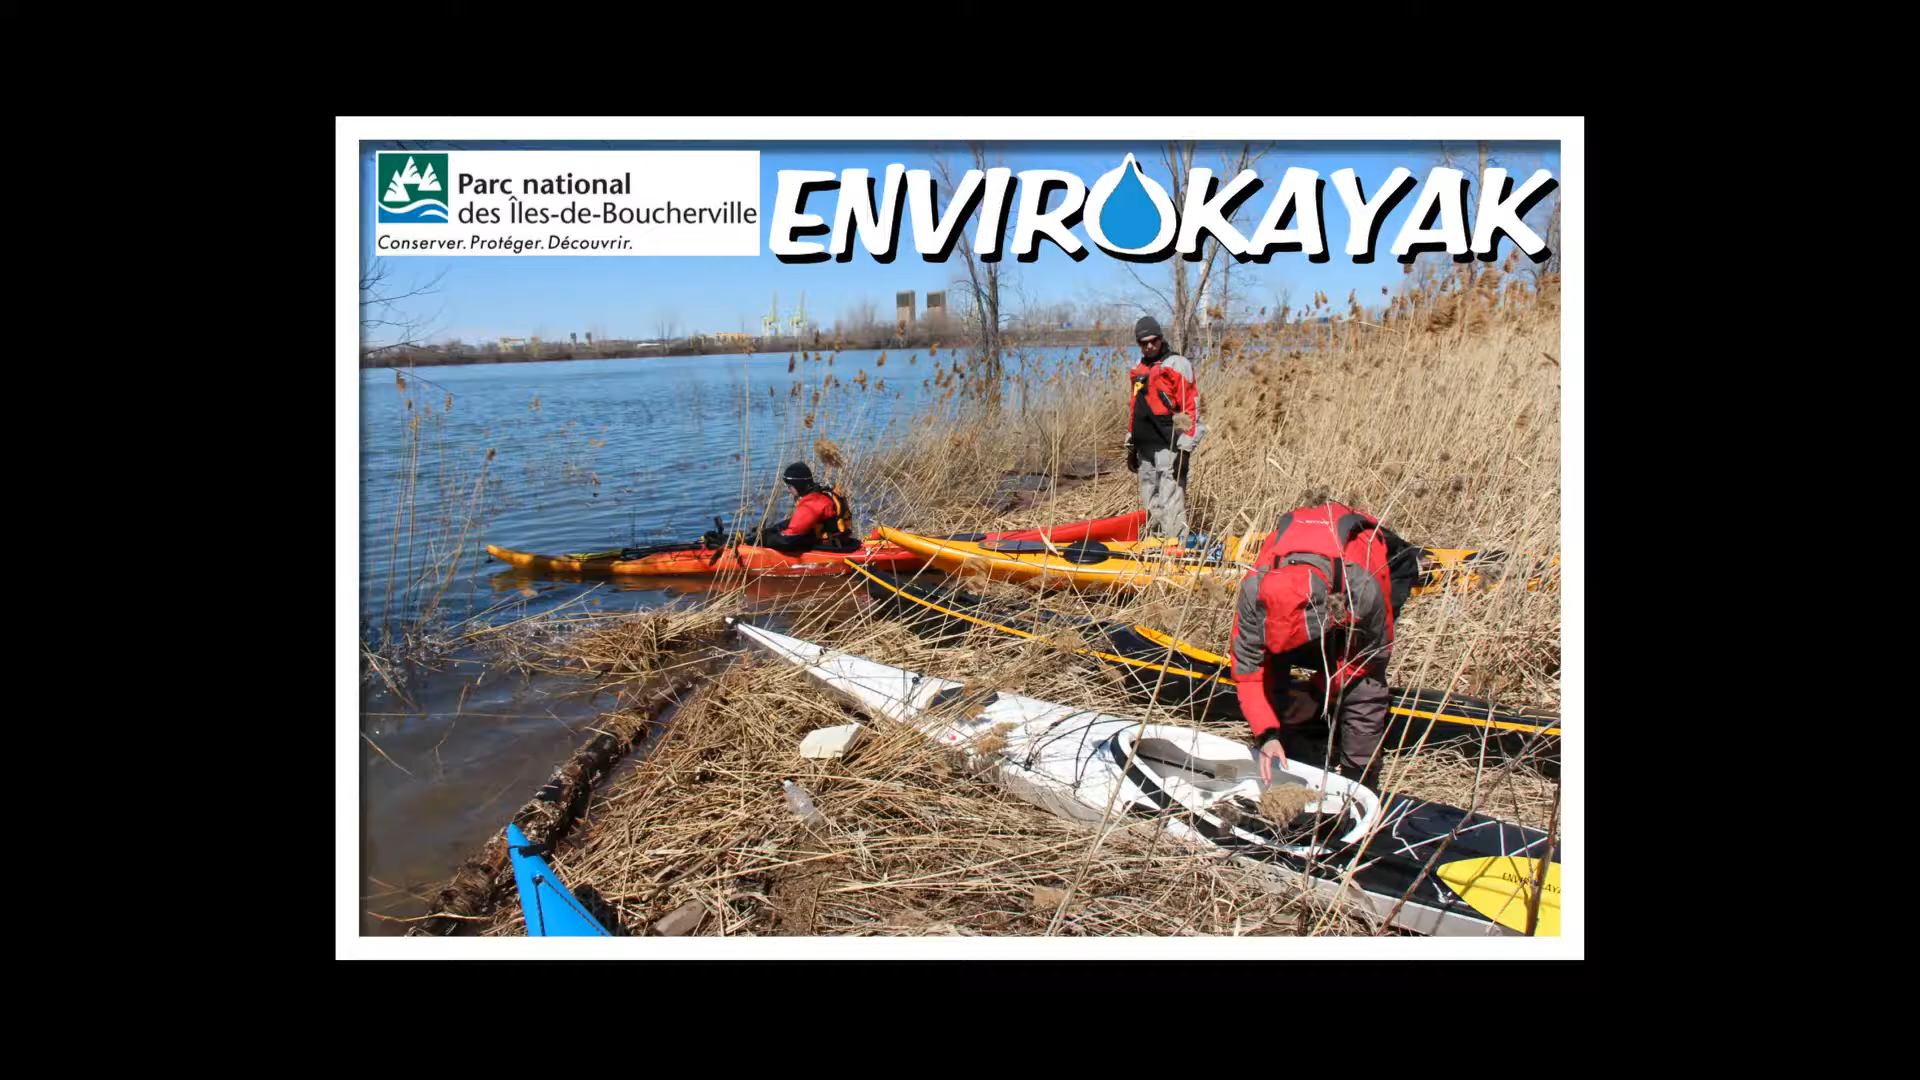 Parc national
des Îles-de-Boucherville
Conserver. Protéger. Découvrir.
ENVIROKAYAK